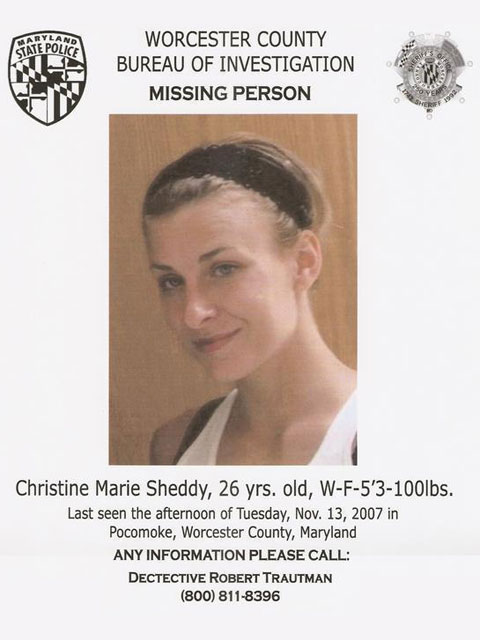 MARYLAND
STATE POLICE
WORCESTER COUNTY
BUREAU OF INVESTIGATION
MISSING PERSON
Christine Marie Sheddy, 26 yrs. old, W-F-5'3-100lbs.
Last seen the afternoon of Tuesday, Nov. 13, 2007 in
Pocomoke, Worcester County, Maryland
ANY INFORMATION PLEASE CALL:
DECTECTIVE ROBERT TRAUTMAN
(800) 811-8396